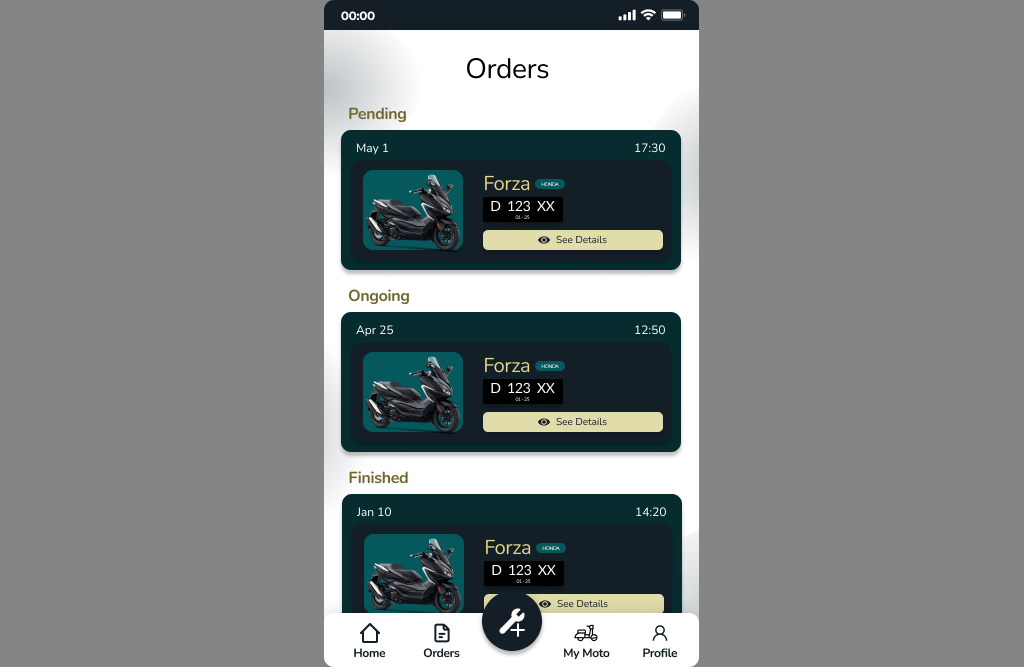 00:00
Orders
Pending
May 1 17:30
Forza HONDA
D 123 XX
01-25
See Details
Ongoing
Apr 25 12:50
Forza HONDA
D 123 XX
01-25
See Details
Finished
Jan 10 14:20
Forza HONDA
D 123 XX
01-25
See Details
Home Orders My Moto Profile